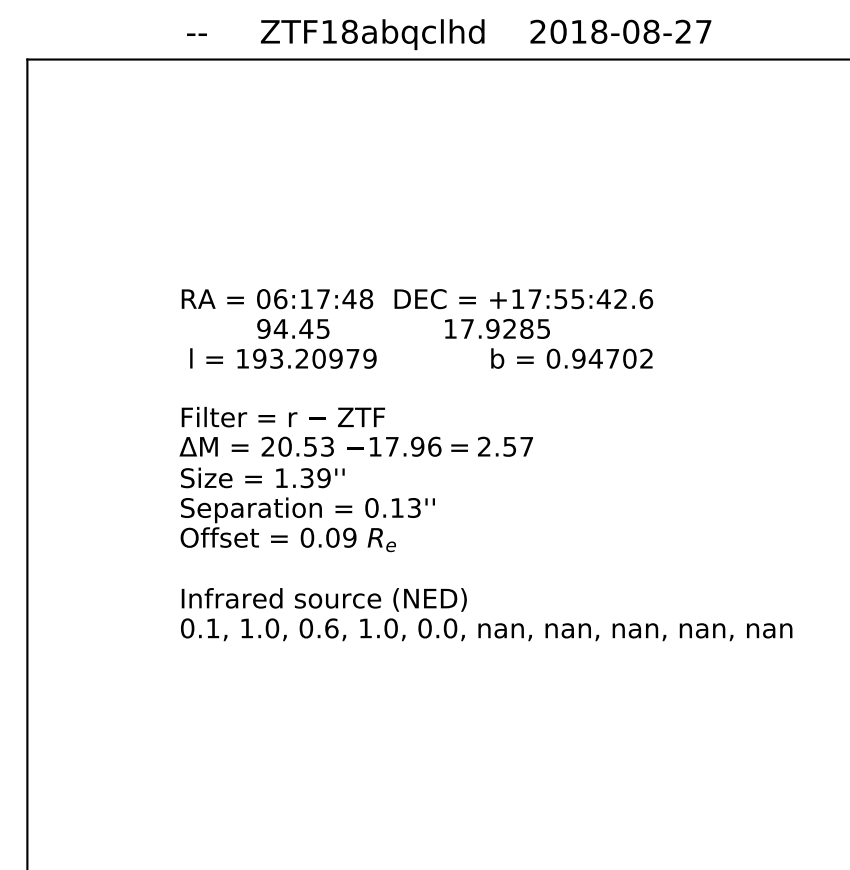 -- ZTF18abqclhd 2018-08-27
RA = 06:17:48 DEC = +17:55:42.6
94.45 17.9285
l = 193.20979 b = 0.94702
Filter = r − ZTF
ΔM = 20.53 −17.96 = 2.57
Size = 1.39''
Separation = 0.13''
Offset = 0.09 Re
Infrared source (NED)
0.1, 1.0, 0.6, 1.0, 0.0, nan, nan, nan, nan, nan